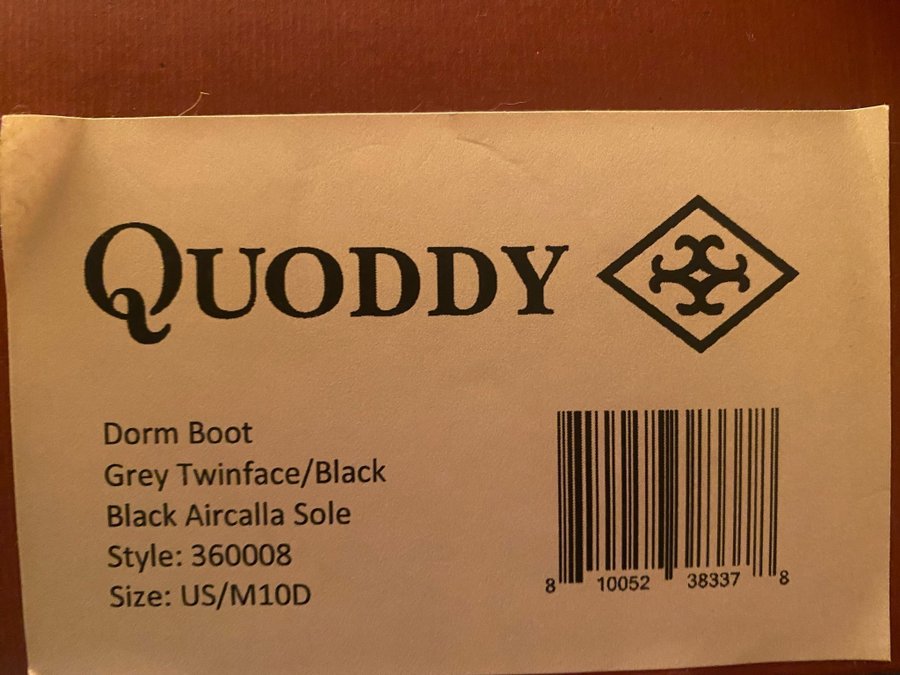 QUODDY
Dorm Boot
Grey Twinface/Black
Black Aircalla Sole
Style: 360008
Size: US/M10D
8 10052 38337 8